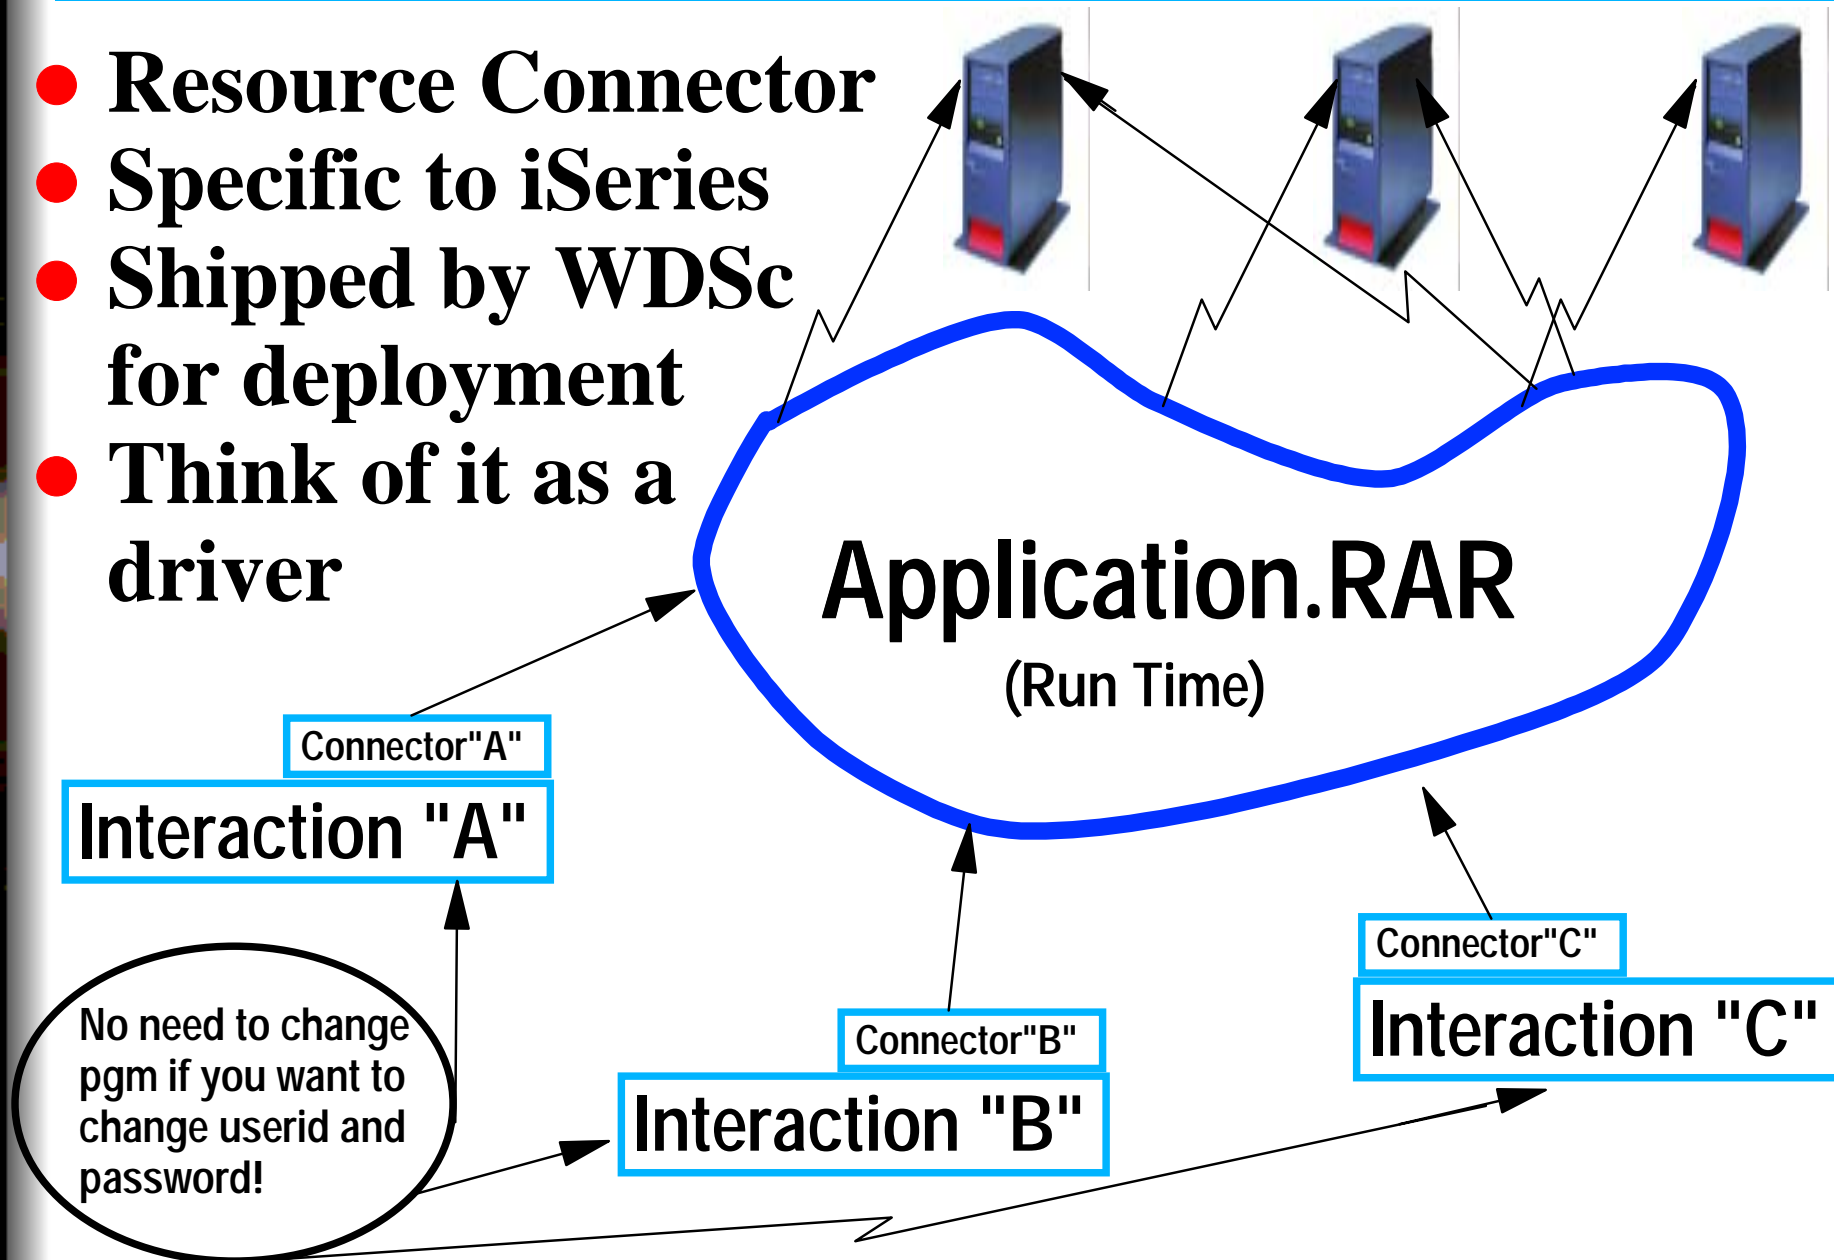 Resource Connector
Specific to iSeries
Shipped by WDSc
for deployment
Think of it as a
driver
Application.RAR
(Run Time)
Connector"A"
Interaction "A"
No need to change
pgm if you want to
change userid and
password!
Connector"B"
Interaction "B"
Connector"C"
Interaction "C"